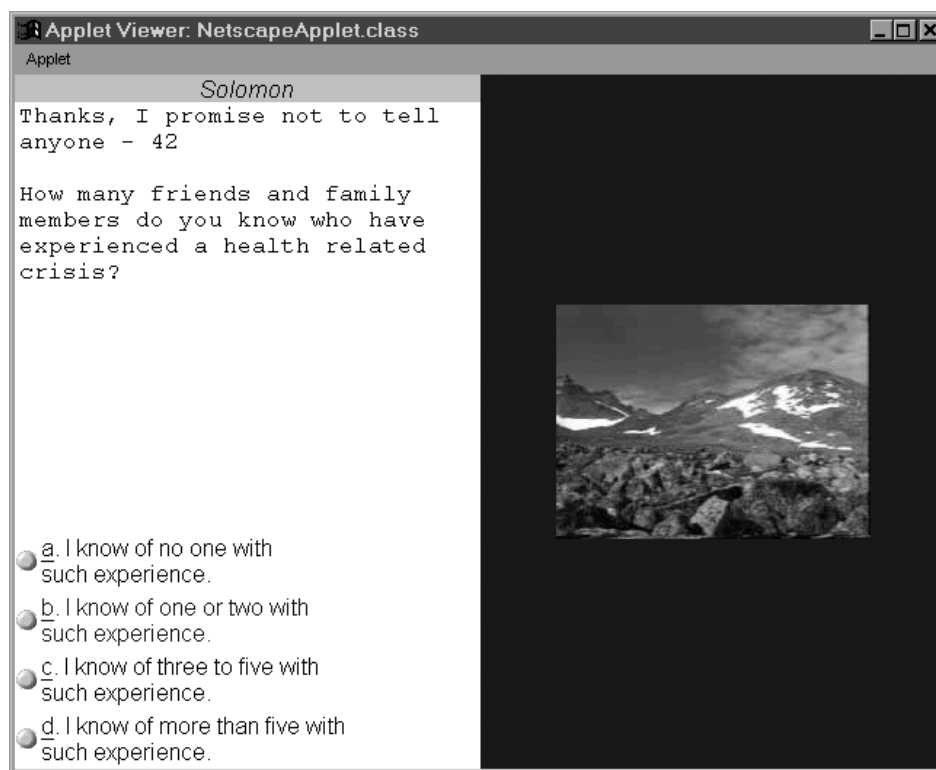 Applet Viewer: NetscapeApplet.class
Applet
Solomon
Thanks, I promise not to tell
anyone - 42
How many friends and family
members do you know who have
experienced a health related
crisis?
a. I know of no one with
such experience.
b. I know of one or two with
such experience.
c. I know of three to five with
such experience.
d. I know of more than five with
such experience.